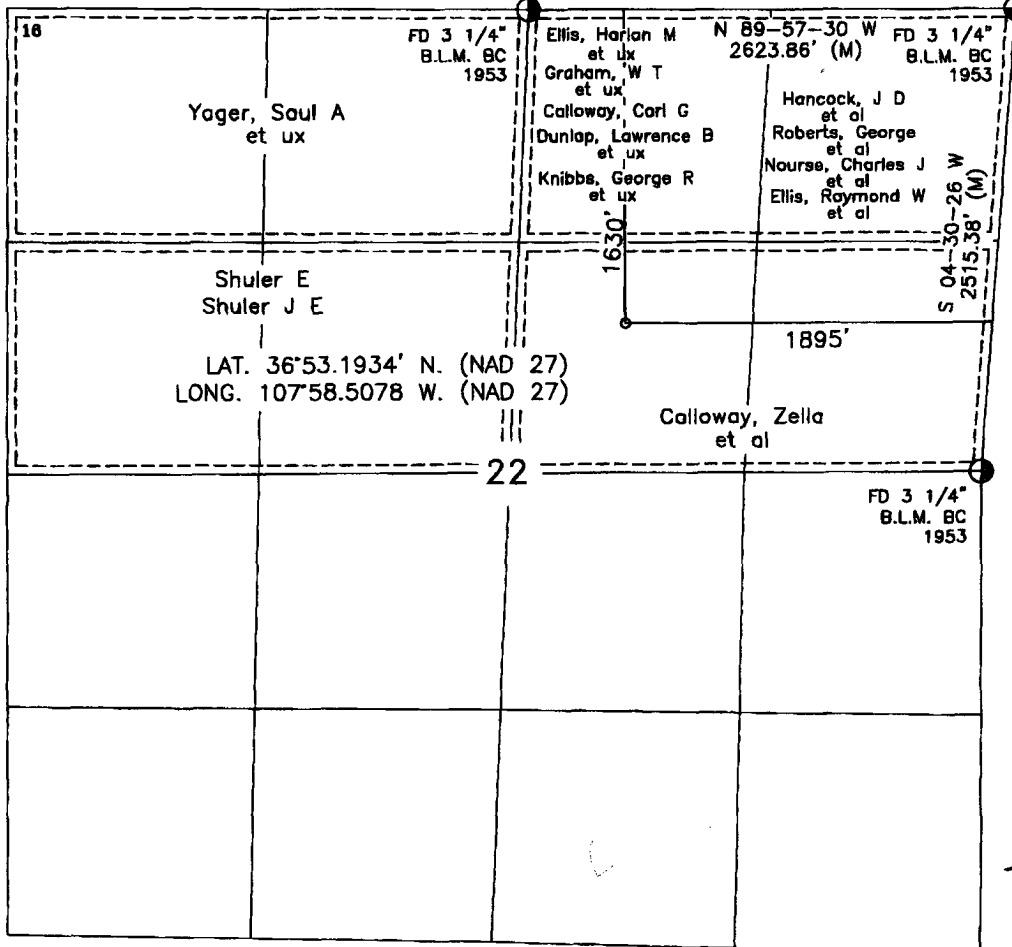 16
FD 3 1/4"
B.L.M. BC
1953
Yager, Saul A
et ux
Ellis, Harlan M
et ux
Graham, W T
et ux
Calloway, Carl G
Dunlap, Lawrence B
et ux
Knibbs, George R
et ux
N 89-57-30 W
2623.86' (M)
FD 3 1/4"
B.L.M. BC
1953
Hancock, J D
et al
Roberts, George
et al
Nourse, Charles J
et al
Ellis, Raymond W
et al
S 04-30-26 W
2515.38' (M)
1630'
Shuler E
Shuler J E
1895'
LAT. 36°53.1934' N. (NAD 27)
LONG. 107°58.5078 W. (NAD 27)
Calloway, Zella
et al
22
FD 3 1/4"
B.L.M. BC
1953